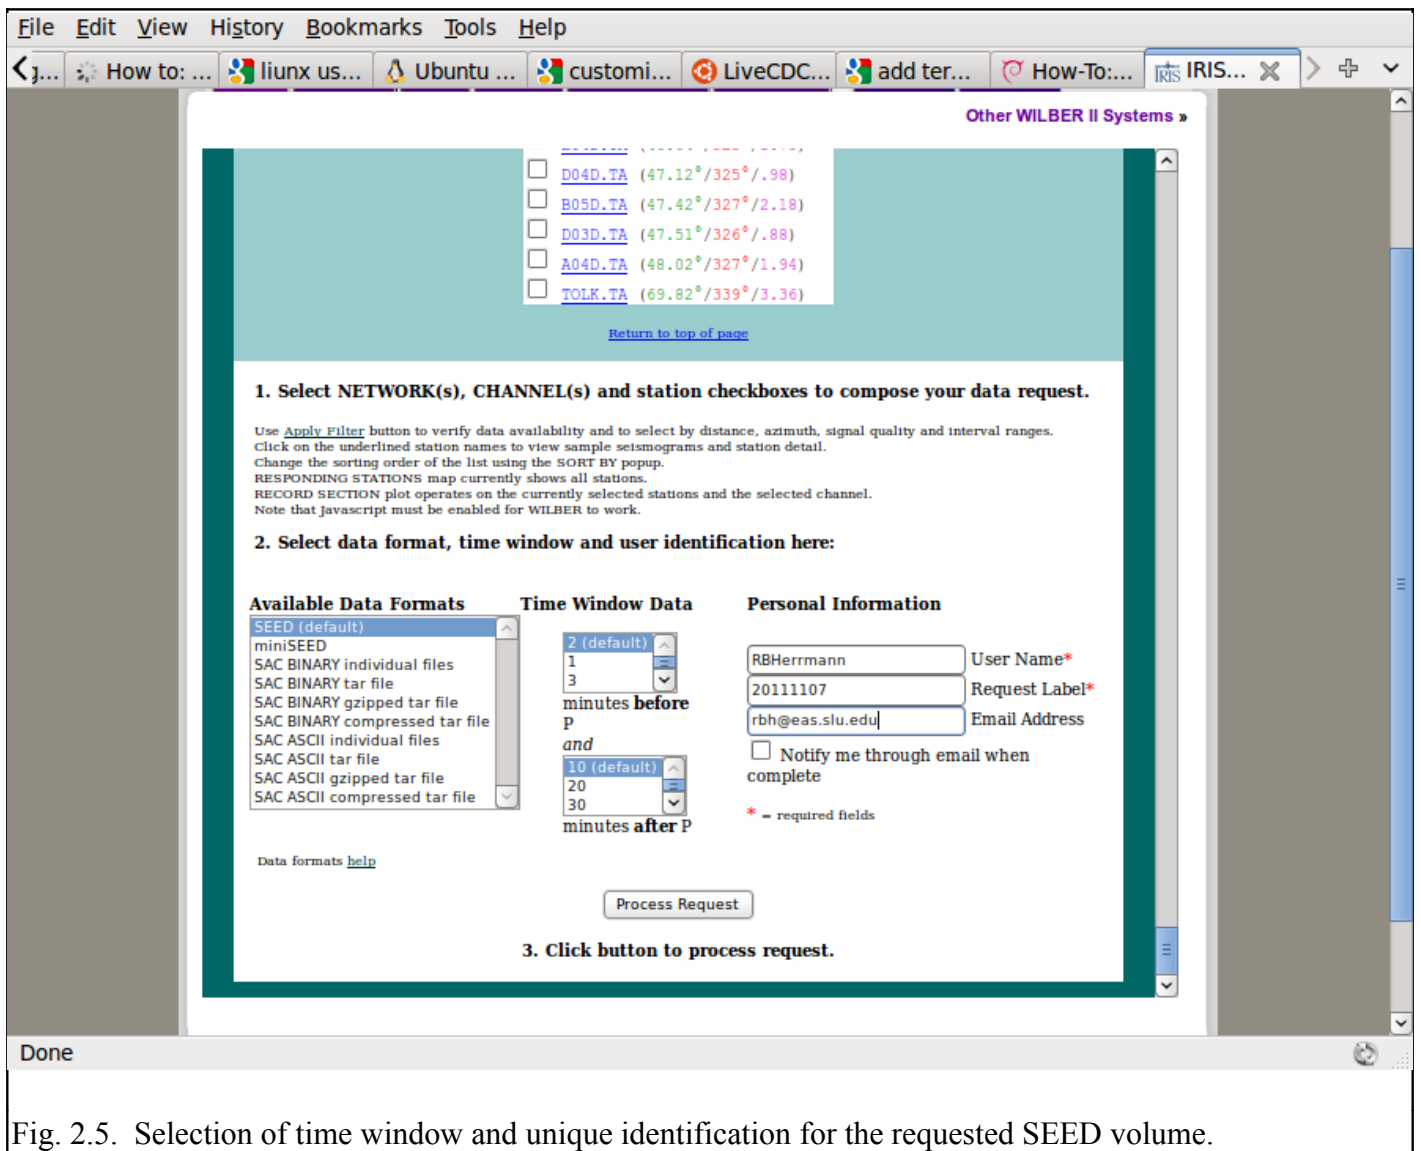 File Edit View History Bookmarks Tools Help
g... How to: ... liunx us... Ubuntu ... customi... LiveCDC... add ter... How-To:... IRIS IRIS...
Other WILBER II Systems »
D04D.TA (47.12°/325°/.98)
B05D.TA (47.42°/327°/2.18)
D03D.TA (47.51°/326°/.88)
A04D.TA (48.02°/327°/1.94)
TOLK.TA (69.82°/339°/3.36)
Return to top of page
1. Select NETWORK(s), CHANNEL(s) and station checkboxes to compose your data request.
Use Apply Filter button to verify data availability and to select by distance, azimuth, signal quality and interval ranges.
Click on the underlined station names to view sample seismograms and station detail.
Change the sorting order of the list using the SORT BY popup.
RESPONDING STATIONS map currently shows all stations.
RECORD SECTION plot operates on the currently selected stations and the selected channel.
Note that Javascript must be enabled for WILBER to work.
2. Select data format, time window and user identification here:
Available Data Formats
SEED (default)
miniSEED
SAC BINARY individual files
SAC BINARY tar file
SAC BINARY gzipped tar file
SAC BINARY compressed tar file
SAC ASCII individual files
SAC ASCII tar file
SAC ASCII gzipped tar file
SAC ASCII compressed tar file
Data formats help
Time Window Data
2 (default)
1
3
minutes before
P
and
10 (default)
20
30
minutes after P
Personal Information
RBHerrmann User Name*
20111107 Request Label*
rbh@eas.slu.edu Email Address
Notify me through email when
complete
* = required fields
Process Request
3. Click button to process request.
Done
Fig. 2.5. Selection of time window and unique identification for the requested SEED volume.